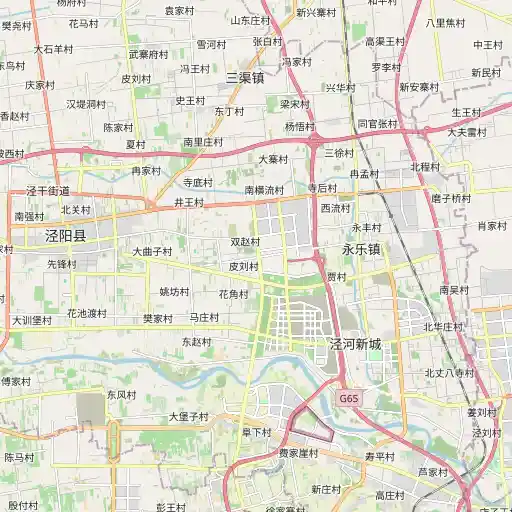 杨府村
袁家村
新兴寨村
和平村
樊尧村
花马村
山东庄村
八里焦村
大石羊村
武寨府村
雪河村
张白村
高渠王村
中王村
冯家村
东鸟村
冯王村
罗李村
皮刘村
三渠镇
新民村
庆家村
兴华村
新安寨村
汉堤洞村
史王村
梁宋村
香赵村
东丁村
生王村
陈家村
杨梧村
同官张村
大夫雷村
夏村
南里庄村
三徐村
大寨村
冉家村
北程村
冉孟村
寺底村
泾干街道
南横流村
寺后村
磨子桥村
北关村
井王村
西流村
南强村
永丰村
肖家村
泾阳县
双赵村
永乐镇
大曲子村
先锋村
皮刘村
贾村
姚坊村
花角村
南吴村
花池渡村
樊家村
马庄村
大训堡村
北华庄村
东赵村
泾河新城
傅家村
北丈八寺村
东风村
G65
姜刘村
大堡子村
阜下村
泾刘村
陈马村
费家崖村
寿平村
芦家村
新庄村
殷付村
高庄村
彭王村
徐家寨村